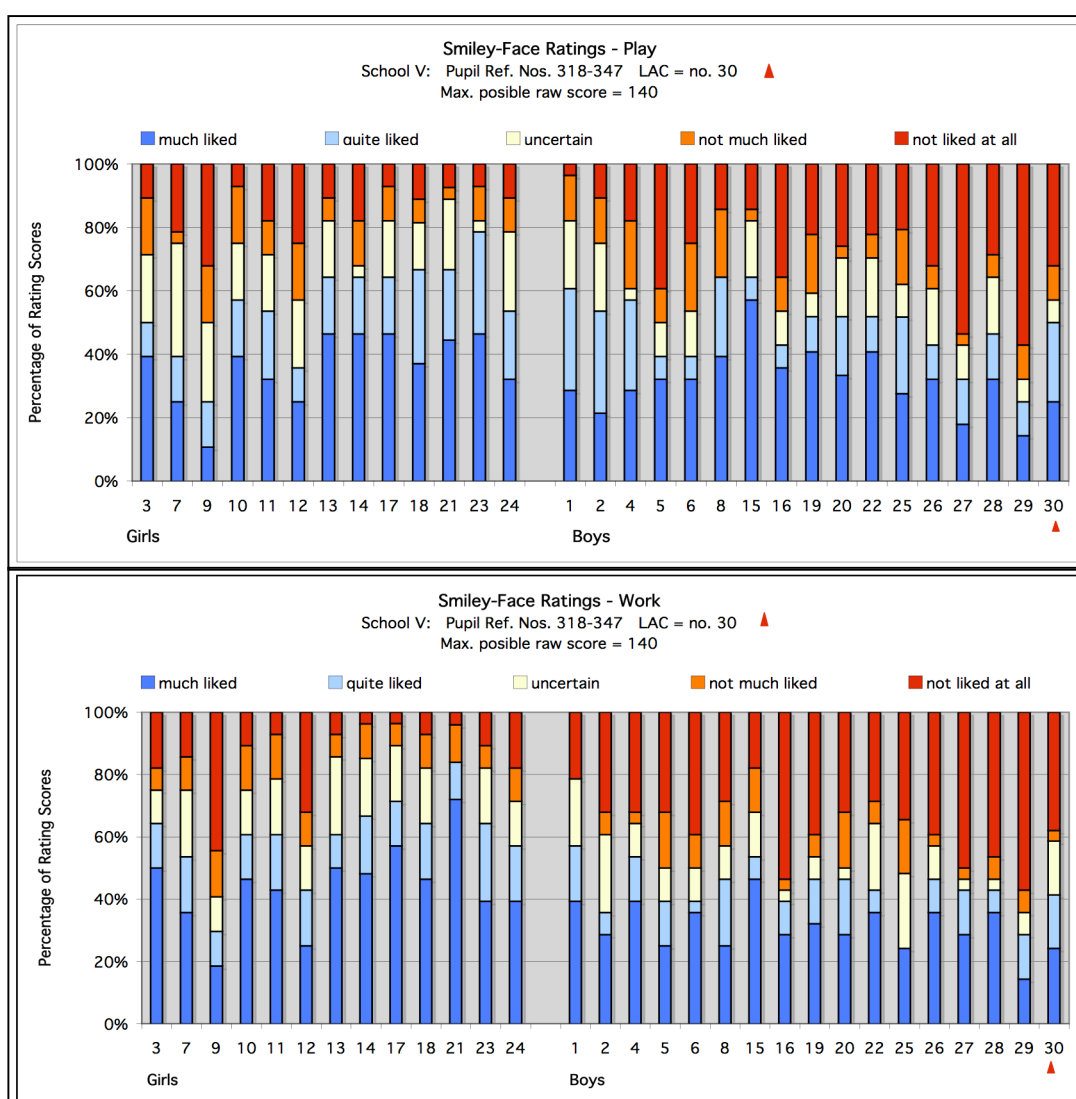 Smiley-Face Ratings - Play
School V: Pupil Ref. Nos. 318-347 LAC = no. 30
Max. posible raw score = 140
much liked quite liked uncertain not much liked not liked at all
Percentage of Rating Scores
100%
80%
60%
40%
20%
0%
3 7 9 10 11 12 13 14 17 18 21 23 24 1 2 4 5 6 8 15 16 19 20 22 25 26 27 28 29 30
Girls Boys
Smiley-Face Ratings - Work
School V: Pupil Ref. Nos. 318-347 LAC = no. 30
Max. posible raw score = 140
much liked quite liked uncertain not much liked not liked at all
Percentage of Rating Scores
100%
80%
60%
40%
20%
0%
3 7 9 10 11 12 13 14 17 18 21 23 24 1 2 4 5 6 8 15 16 19 20 22 25 26 27 28 29 30
Girls Boys